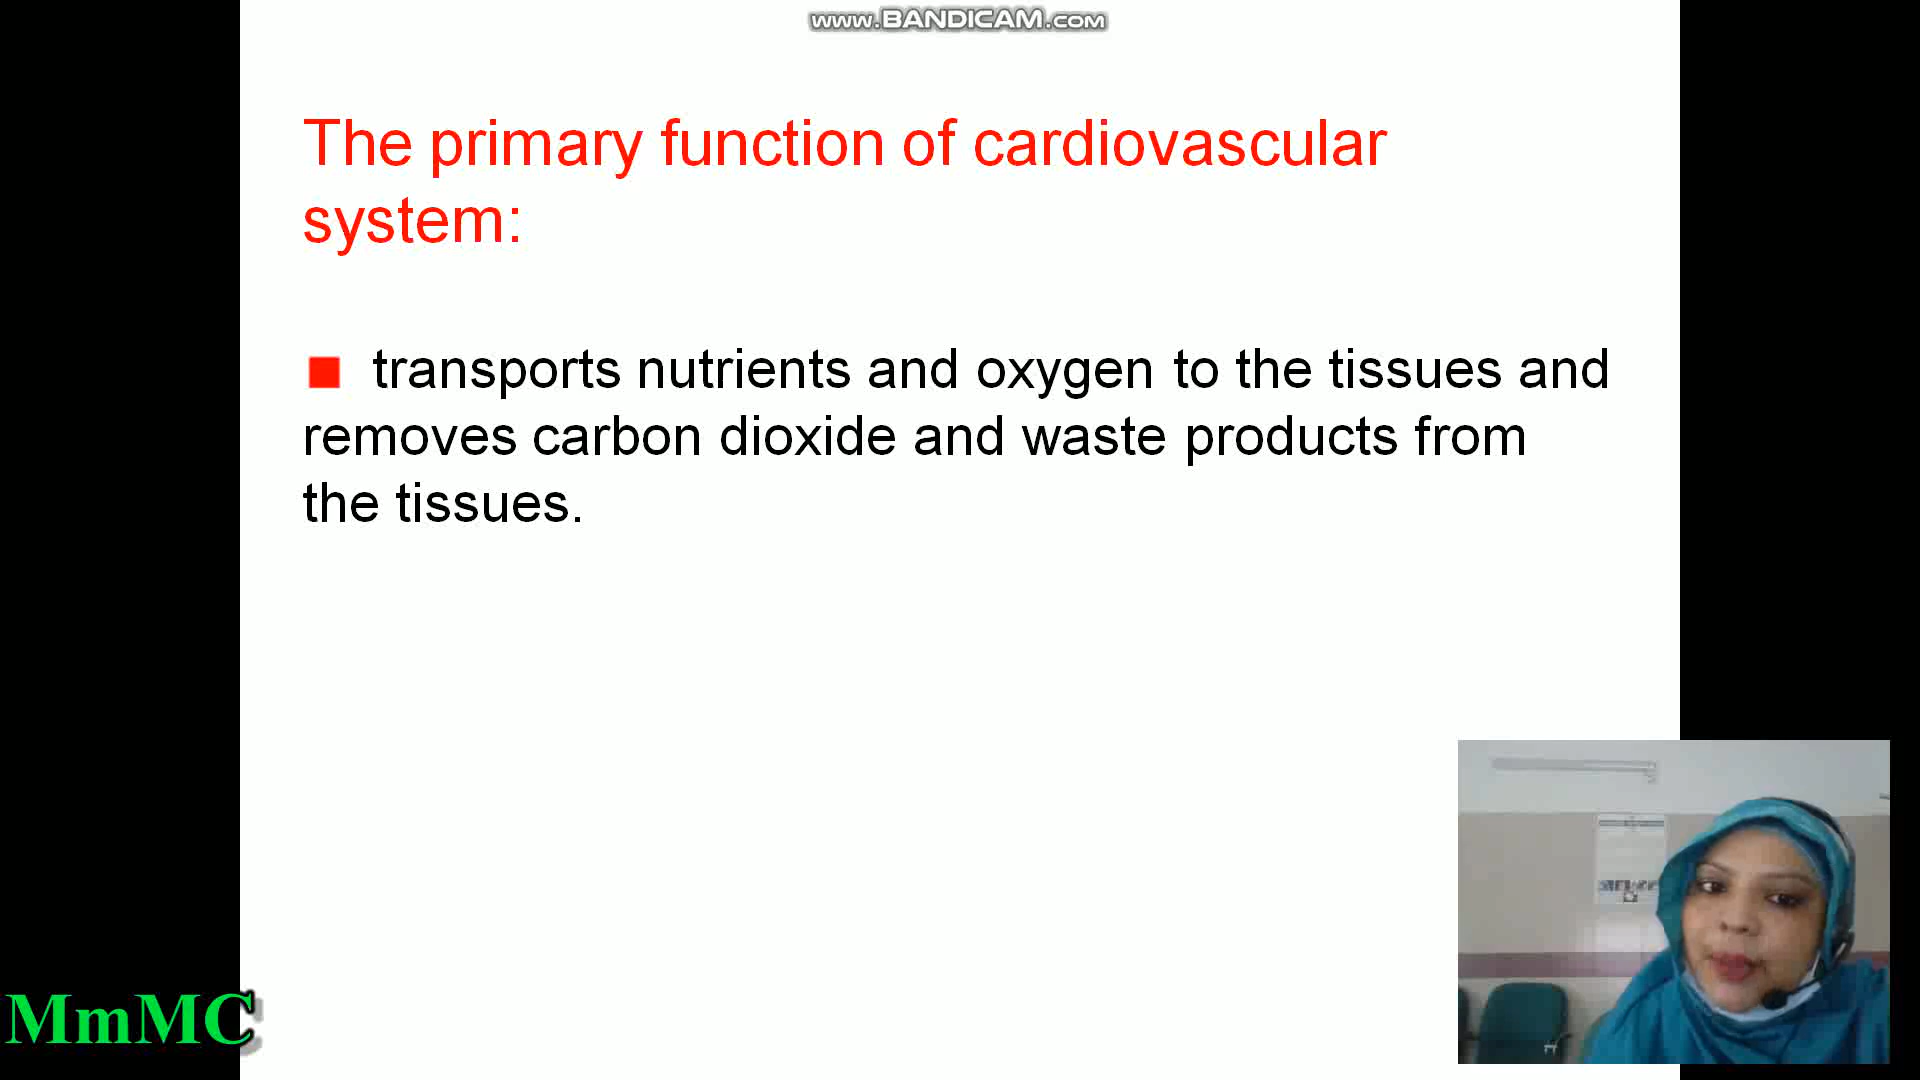 www.BANDICAM.com
The primary function of cardiovascular
system:
transports nutrients and oxygen to the tissues and
removes carbon dioxide and waste products from
the tissues.
MmMC